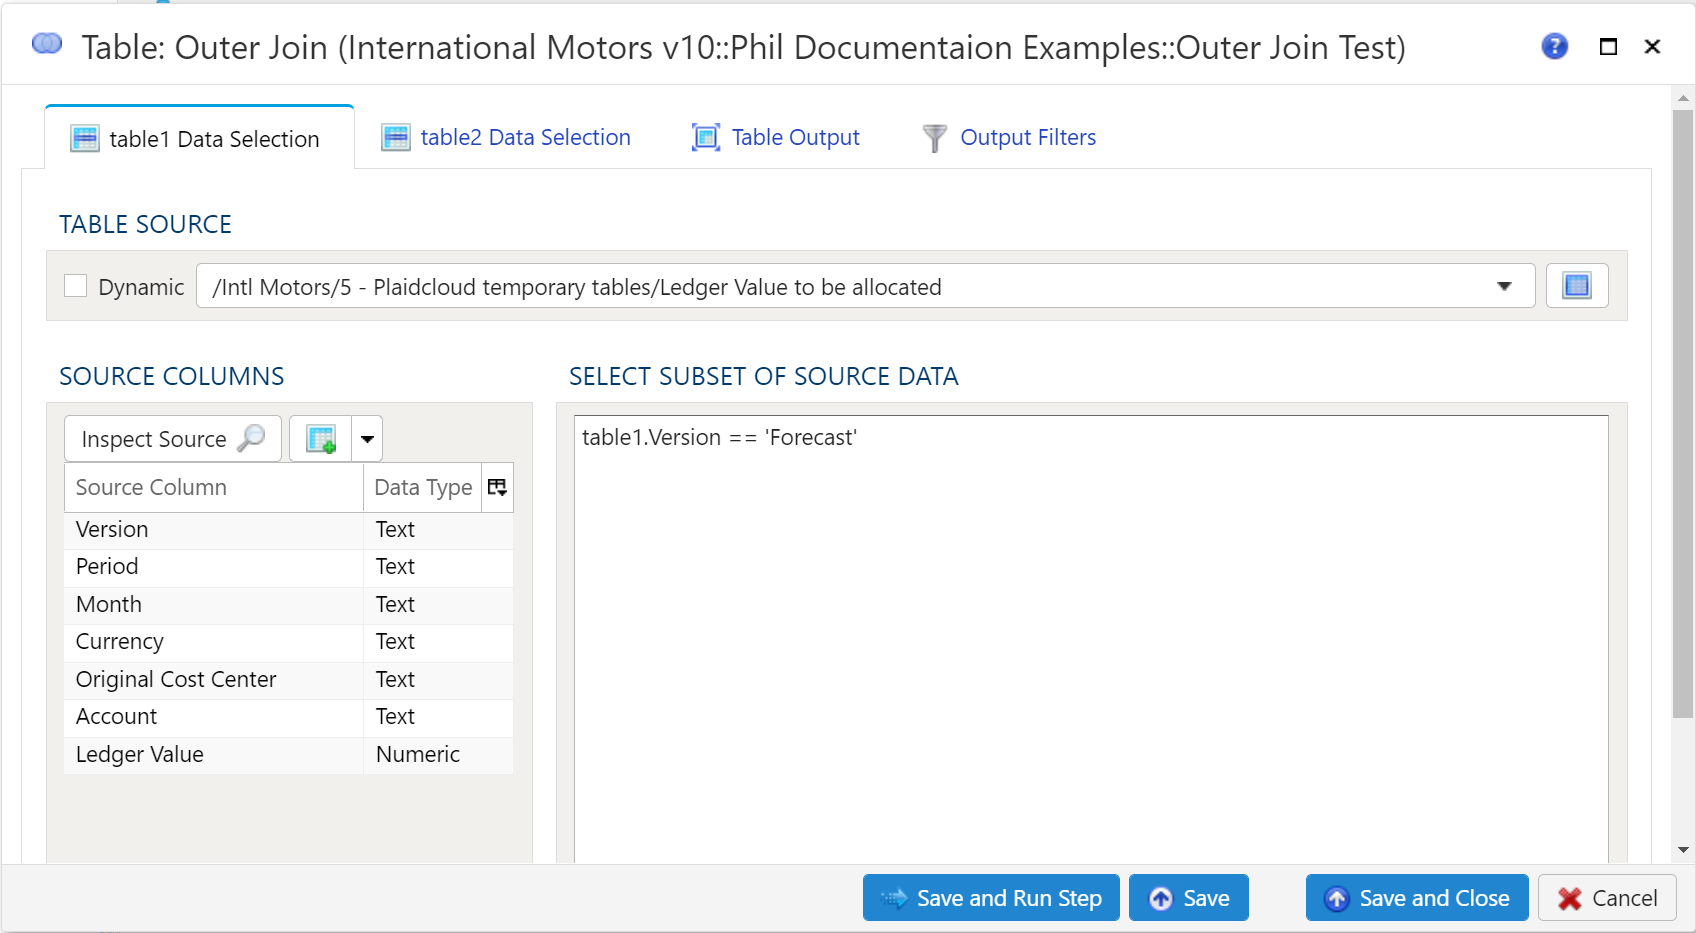 Table: Outer Join (International Motors v10::Phil Documentaion Examples::Outer Join Test)
?
table1 Data Selection
table2 Data Selection
Table Output
Output Filters
TABLE SOURCE
Dynamic
/Intl Motors/5 - Plaidcloud temporary tables/Ledger Value to be allocated
SOURCE COLUMNS
SELECT SUBSET OF SOURCE DATA
Inspect Source
table1.Version == 'Forecast'
Source Column Data Type
Version Text
Period Text
Month Text
Currency Text
Original Cost Center Text
Account Text
Ledger Value Numeric
Save and Run Step
Save
Save and Close
Cancel